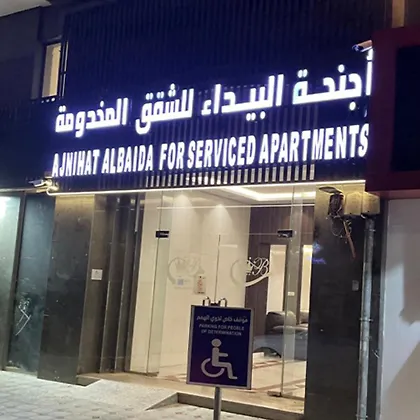 أجنحة البيداء للشقق المخدومة
AJNIHAT ALBAIDA FOR SERVICED APARTMENTS
موقف خاص لذوي الهمم
PARKING FOR PEOPLE
OF DETERMINATION